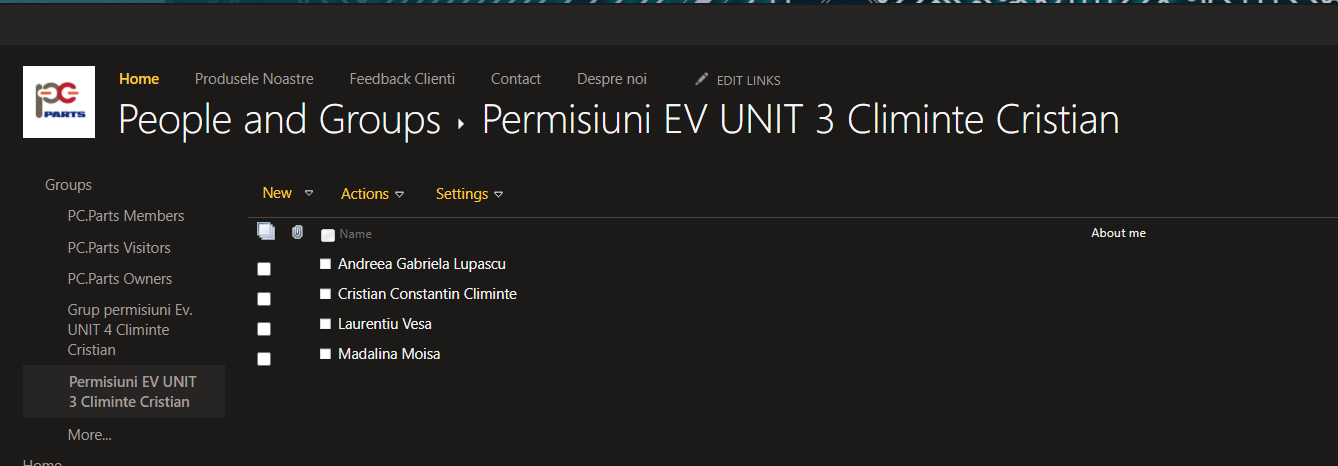 PC
PARTS
Home Produsele Noastre Feedback Clienti Contact Despre noi EDIT LINKS
People and Groups ▸ Permisiuni EV UNIT 3 Climinte Cristian
Groups
PC.Parts Members
PC.Parts Visitors
PC.Parts Owners
Grup permisiuni Ev.
UNIT 4 Climinte
Cristian
Permisiuni EV UNIT
3 Climinte Cristian
More...
Home
New Actions Settings
Name About me
Andreea Gabriela Lupascu
Cristian Constantin Climinte
Laurentiu Vesa
Madalina Moisa